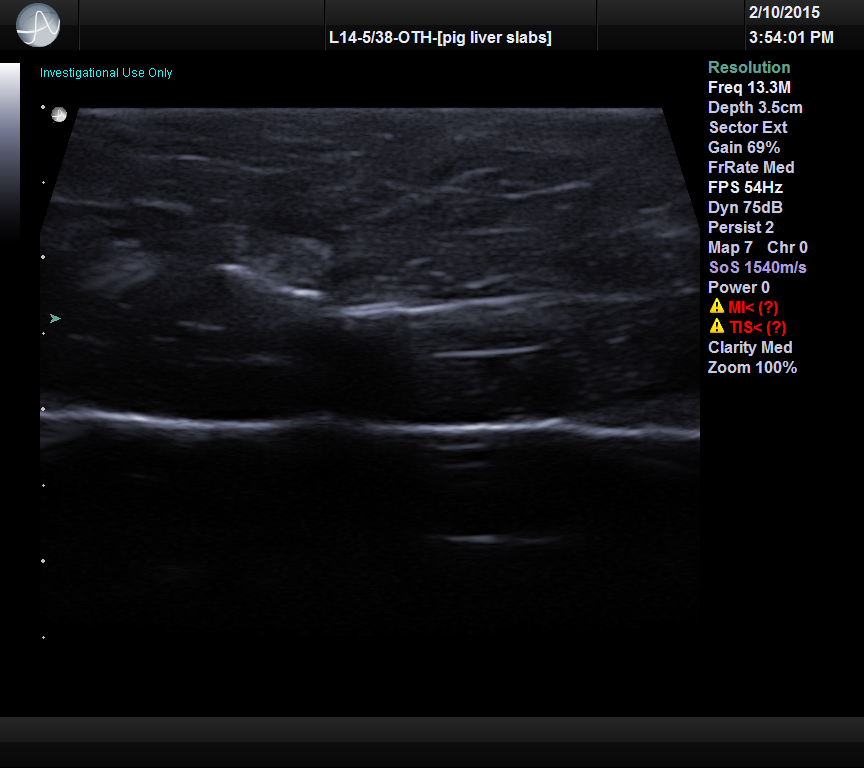 2/10/2015
L14-5/38-OTH-[pig liver slabs]
3:54:01 PM
Investigational Use Only
Resolution
Freq 13.3M
Depth 3.5cm
Sector Ext
Gain 69%
FrRate Med
FPS 54Hz
Dyn 75dB
Persist 2
Map 7 Chr 0
SoS 1540m/s
Power 0
MI< (?)
TIS< (?)
Clarity Med
Zoom 100%